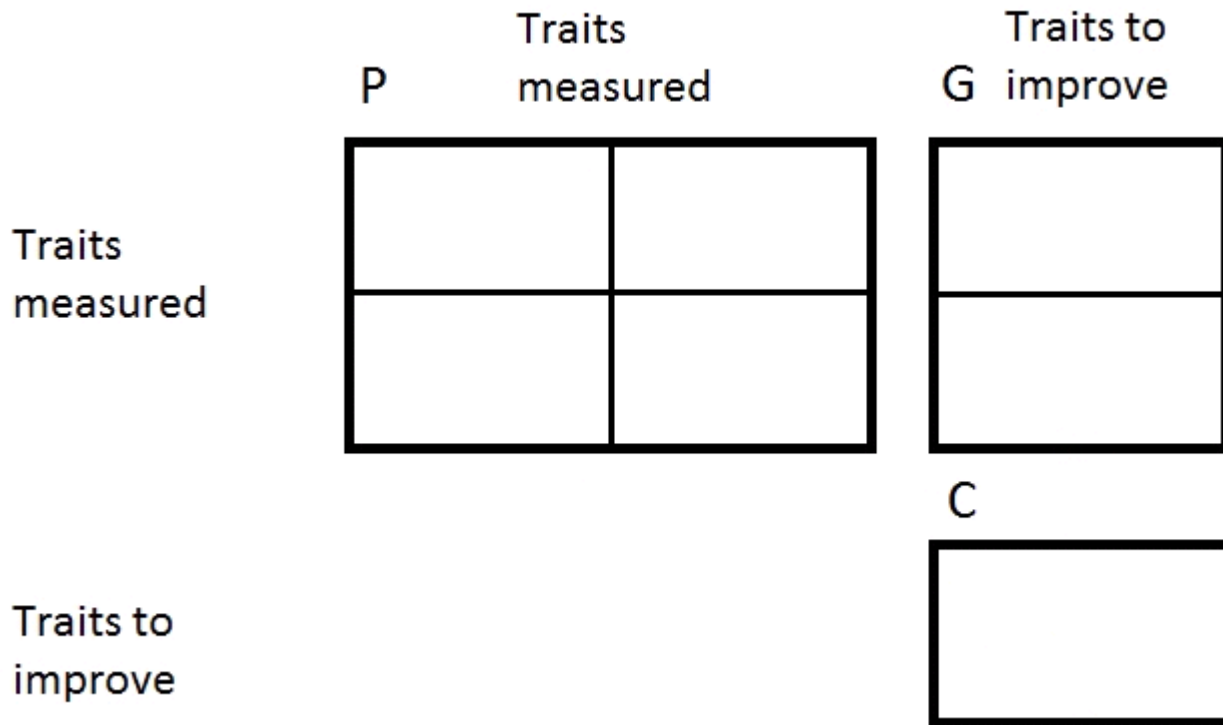 Traits
measured
P
Traits to
improve
G
Traits
measured
C
Traits to
improve